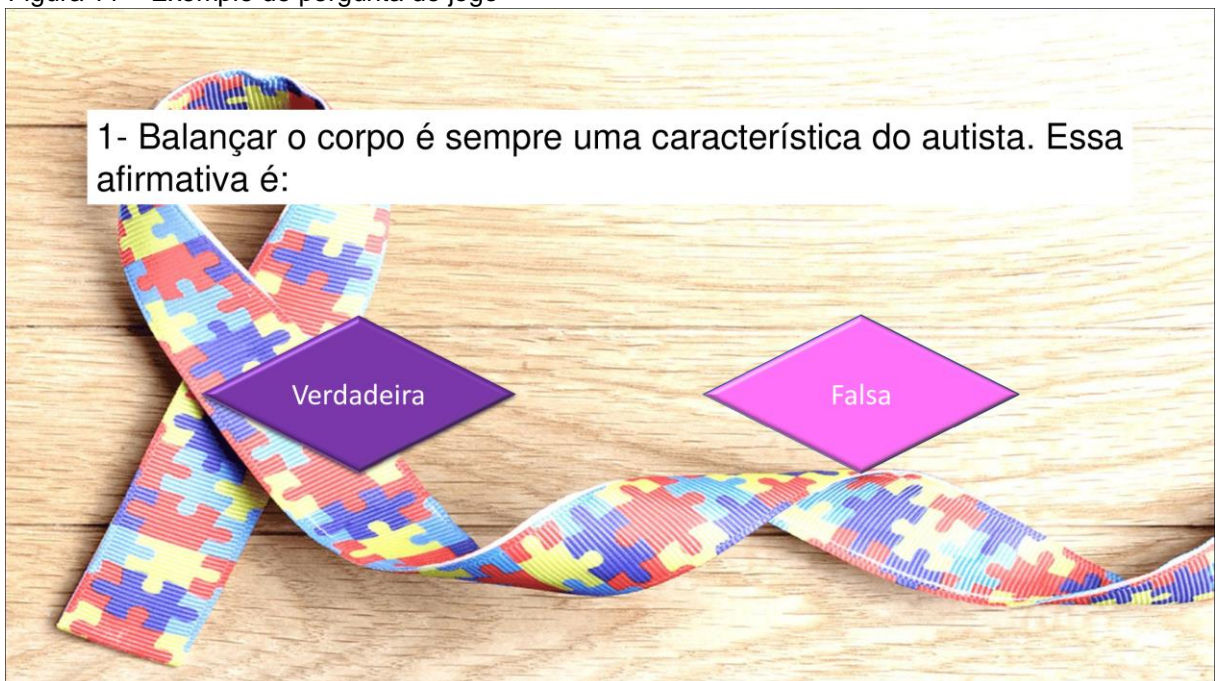 1- Balançar o corpo é sempre uma característica do autista. Essa
afirmativa é:
Verdadeira
Falsa